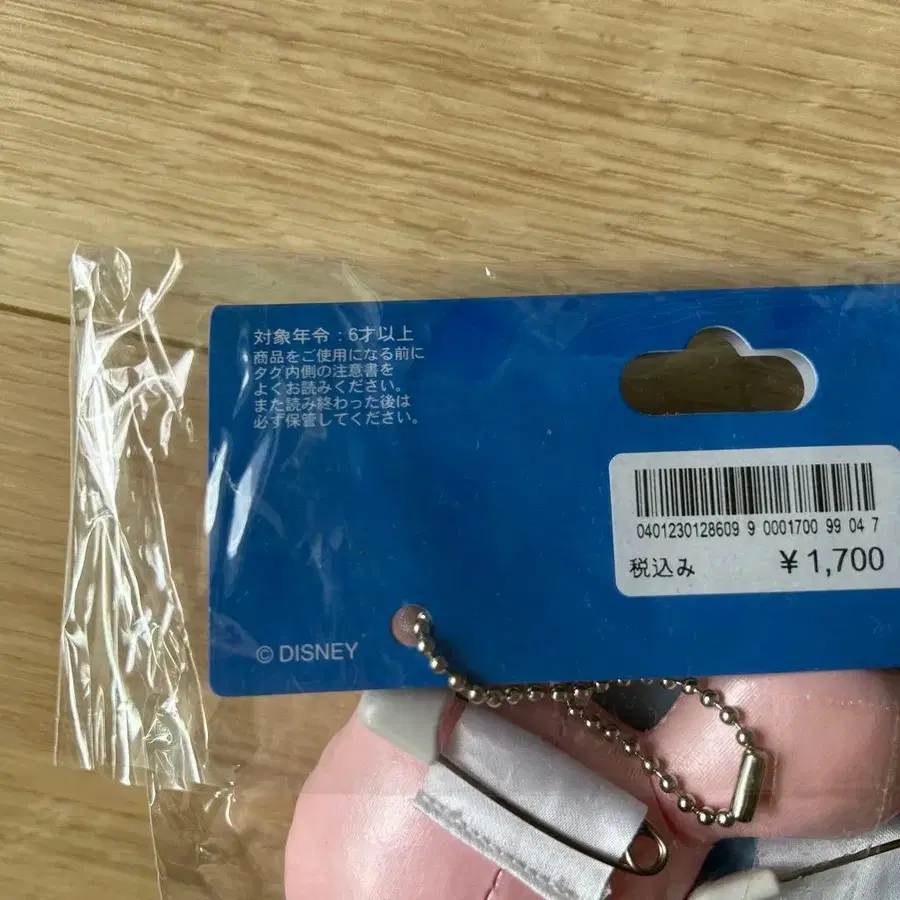 対象年令：6才以上
商品をご使用になる前に
タグ内側の注意書を
よくお読みください。
また読み終わった後は
必ず保管してください。
0401230128609 9 0001700 99 04 7
税込み ¥1,700
© DISNEY